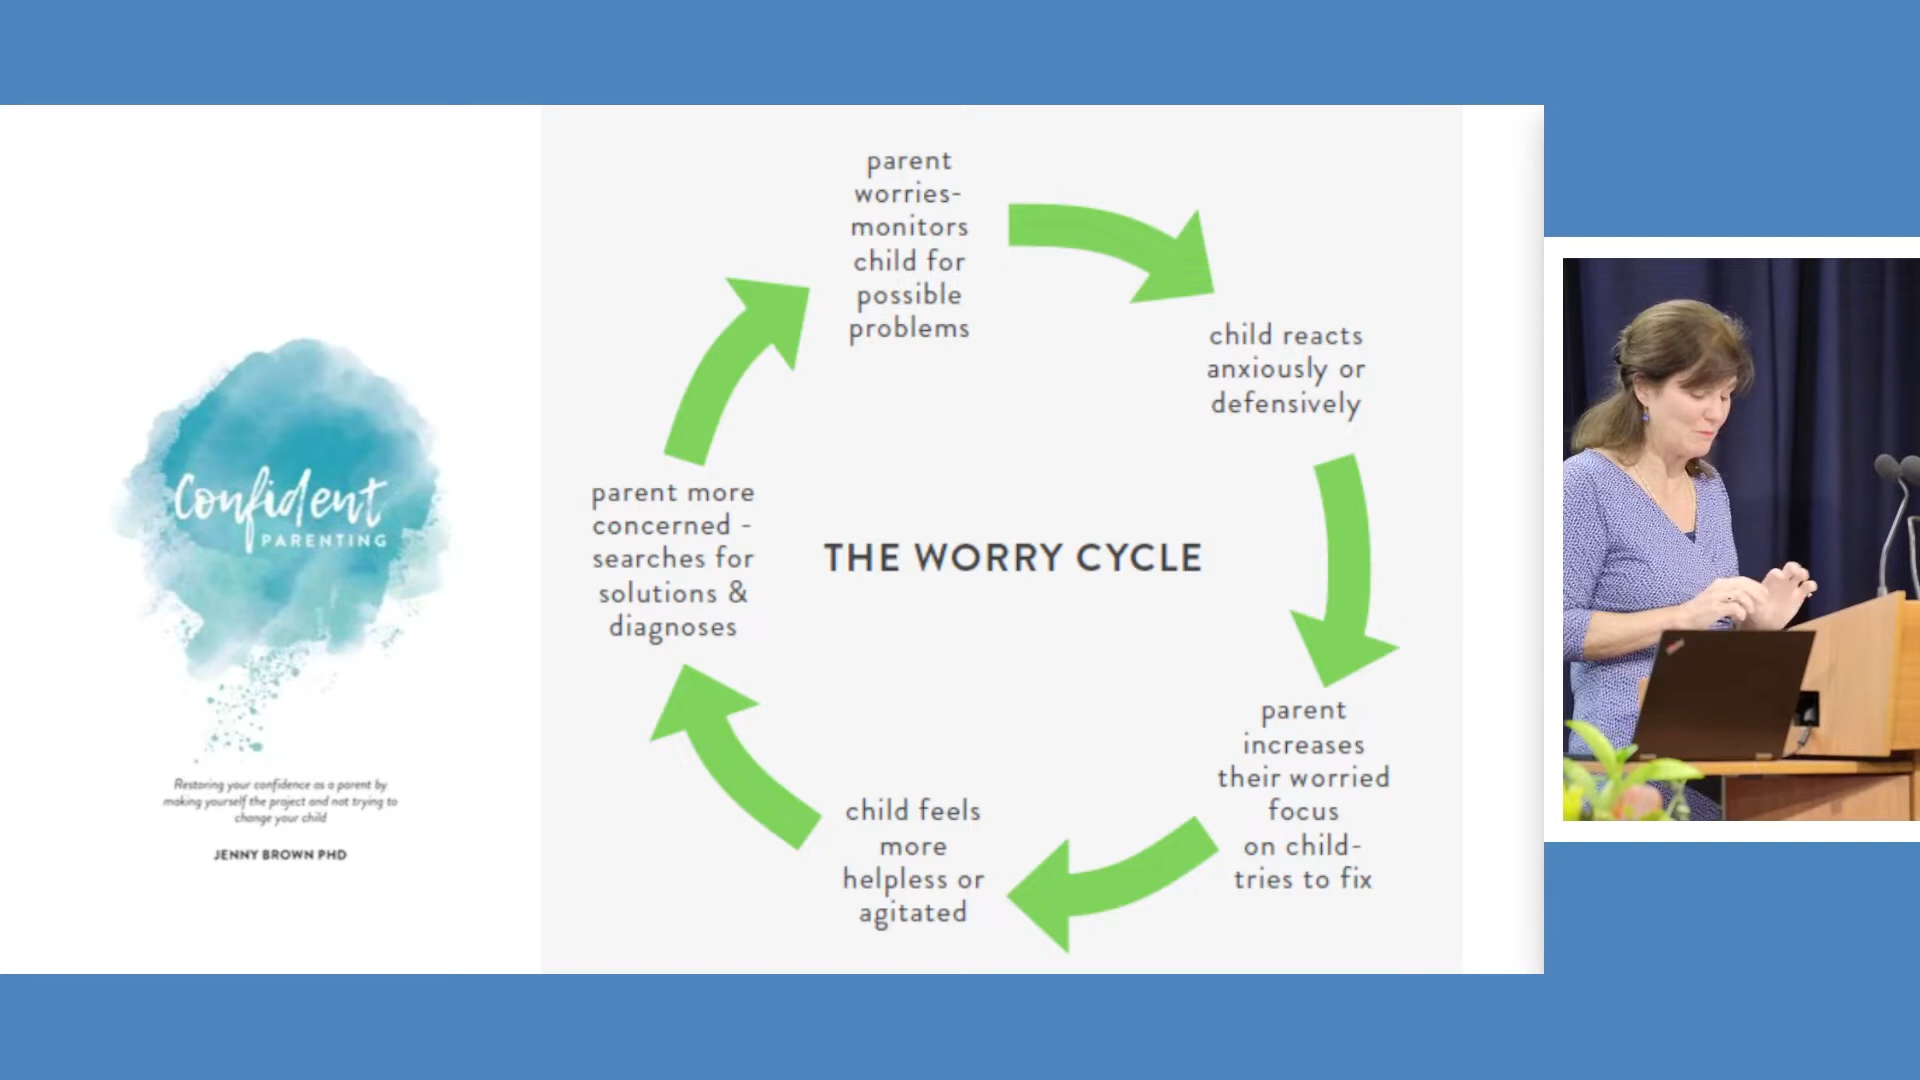 Confident
PARENTING
Restoring your confidence as a parent by
making yourself the project and not trying to
change your child
JENNY BROWN PHD
parent
worries-
monitors
child for
possible
problems
child reacts
anxiously or
defensively
parent
increases
their worried
focus
on child-
tries to fix
child feels
more
helpless or
agitated
parent more
concerned -
searches for
solutions &
diagnoses
THE WORRY CYCLE